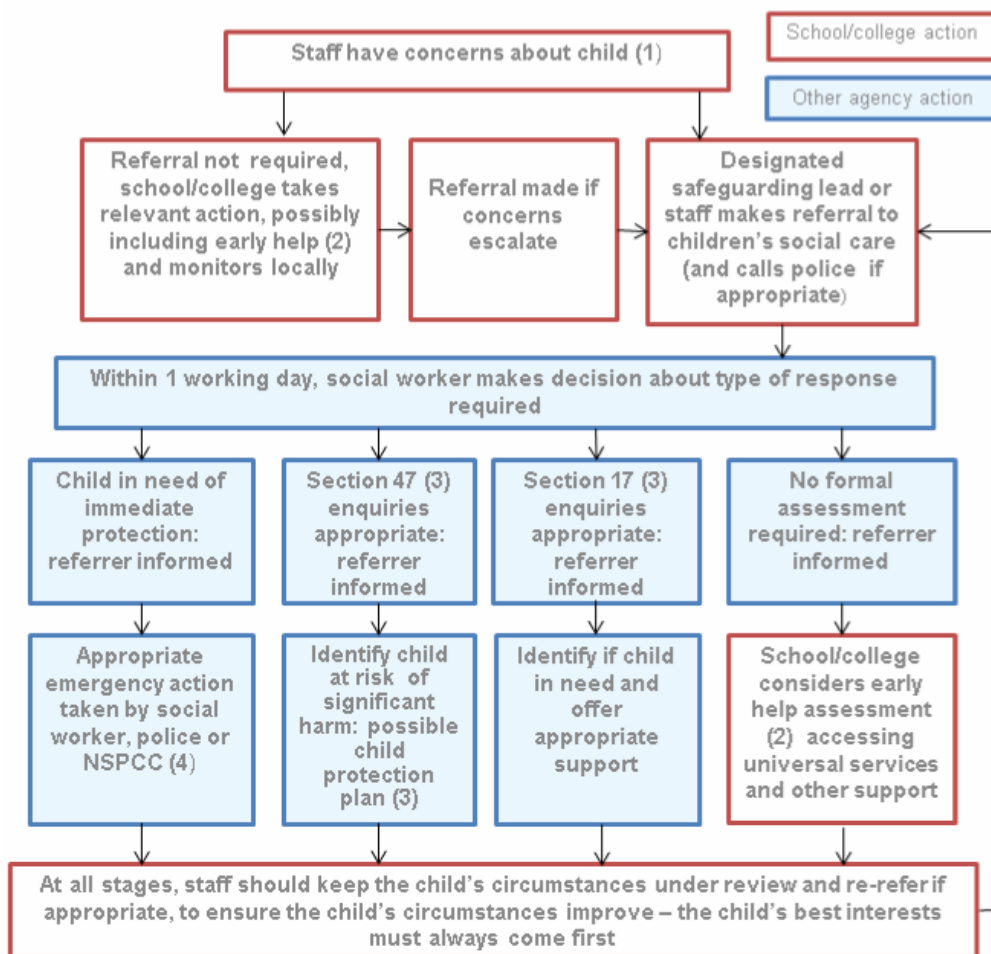 Staff have concerns about child (1)
School/college action
Other agency action
Referral not required,
school/college takes
relevant action, possibly
including early help (2)
and monitors locally
Referral made if
concerns
escalate
Designated
safeguarding lead or
staff makes referral to
children's social care
(and calls police if
appropriate)
Within 1 working day, social worker makes decision about type of response
required
Child in need of
immediate
protection:
referrer informed
Section 47 (3)
enquiries
appropriate:
referrer
informed
Section 17 (3)
enquiries
appropriate:
referrer
informed
No formal
assessment
required: referrer
informed
Appropriate
emergency action
taken by social
worker, police or
NSPCC (4)
Identify child
at risk of
significant
harm: possible
child
protection
plan (3)
Identify if child
in need and
offer
appropriate
support
School/college
considers early
help assessment
(2) accessing
universal services
and other support
At all stages, staff should keep the child's circumstances under review and re-refer if
appropriate, to ensure the child's circumstances improve – the child's best interests
must always come first